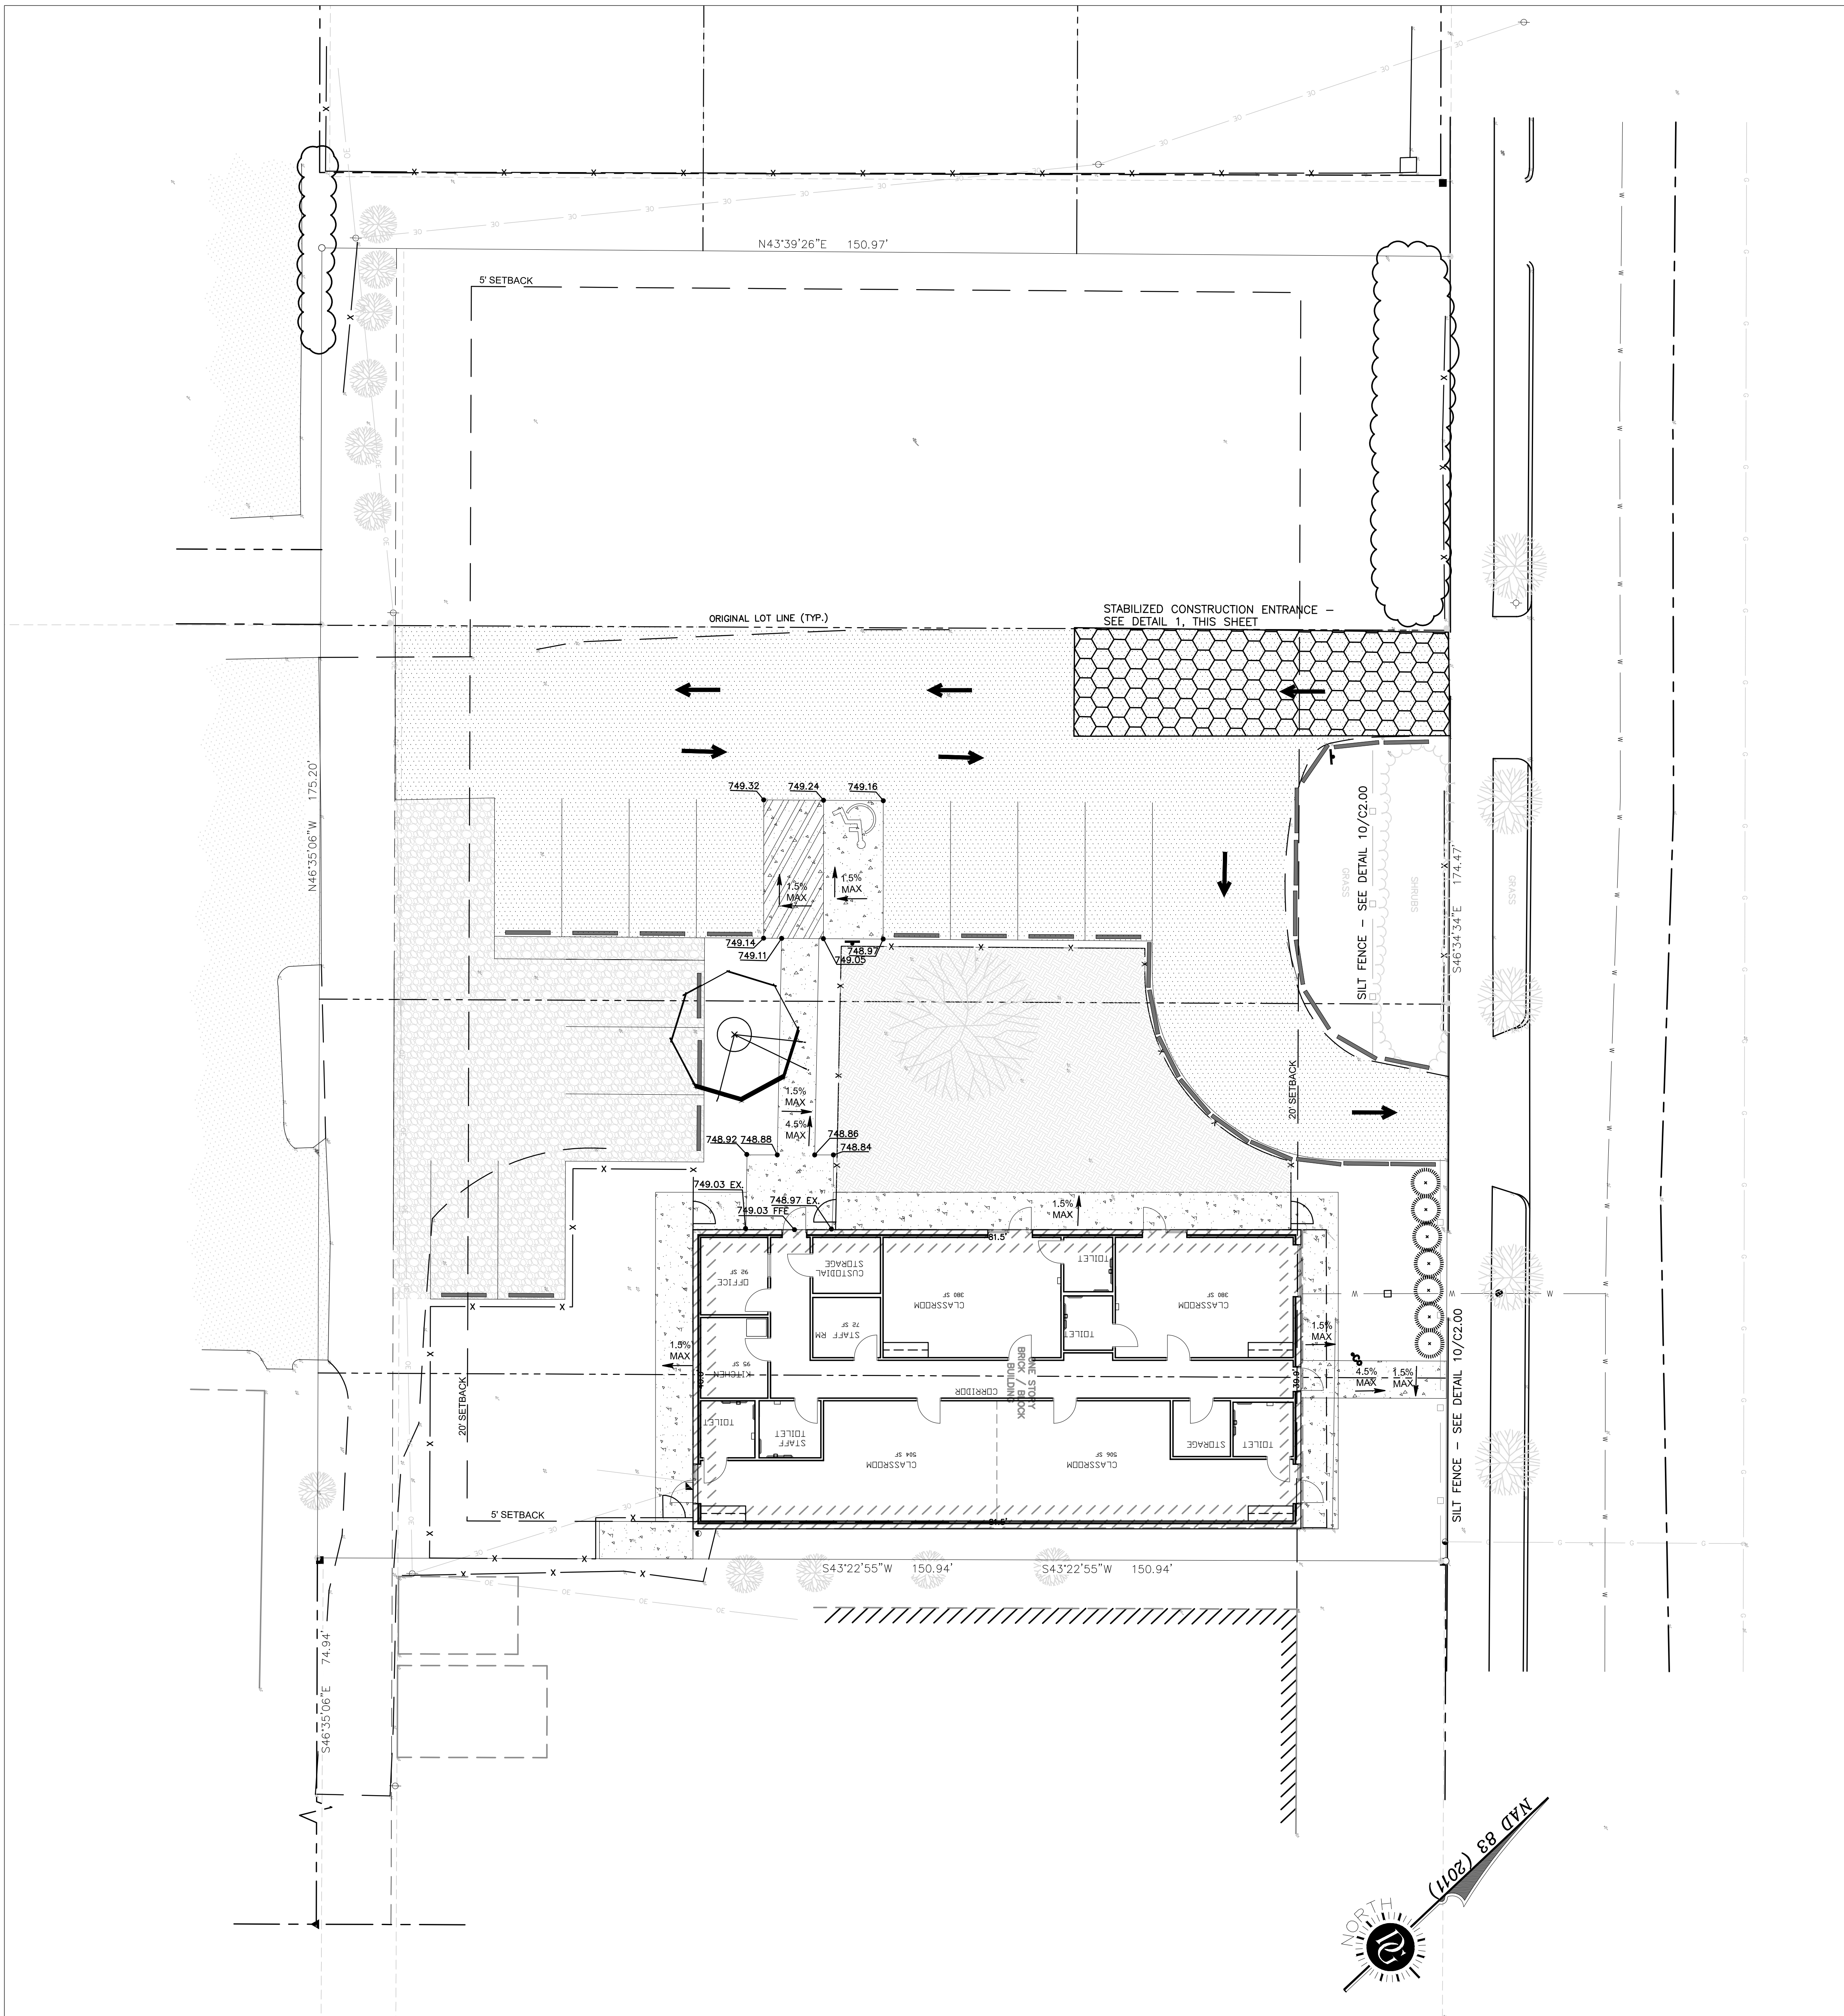 N43°39'26"E 150.97'
5' SETBACK
ORIGINAL LOT LINE (TYP.)
STABILIZED CONSTRUCTION ENTRANCE –
SEE DETAIL 1, THIS SHEET
N46°35'06"W 175.20'
749.32
749.24
749.16
1.5%
MAX
1.5%
MAX
749.14
749.11
748.97
749.05
SILT FENCE – SEE DETAIL 10/C2.00
GRASS
SHRUBS
S46°34'34"E 174.47'
GRASS
20' SETBACK
1.5%
MAX
4.5%
MAX
748.92
748.88
748.86
748.84
749.03 EX.
748.97 EX.
749.03 FFE
1.5%
MAX
81.5'
OFFICE
92 SF
CUSTODIAL
STORAGE
STAFF RM
72 SF
CLASSROOM
380 SF
TOILET
TOILET
CLASSROOM
380 SF
KITCHEN
95 SF
1.5%
MAX
ONE STORY
BRICK / BLOCK
BUILDING
CORRIDOR
39.9'
1.5%
MAX
4.5%
MAX
1.5%
MAX
TOILET
STAFF
TOILET
CLASSROOM
504 SF
CLASSROOM
506 SF
STORAGE
TOILET
20' SETBACK
5' SETBACK
81.5'
SILT FENCE – SEE DETAIL 10/C2.00
S43°22'55"W 150.94'
S43°22'55"W 150.94'
S46°35'06"E 74.94'
NAD 83 (2011)
NORTH